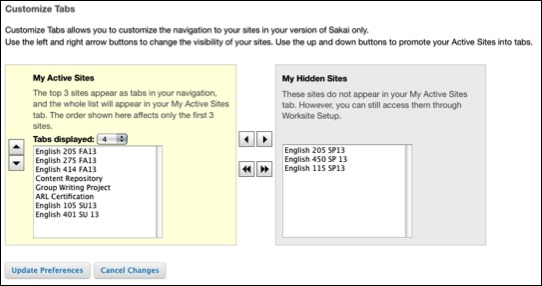 Customize Tabs
Customize Tabs allows you to customize the navigation to your sites in your version of Sakai only.
Use the left and right arrow buttons to change the visibility of your sites. Use the up and down buttons to promote your Active Sites into tabs.
My Active Sites
The top 3 sites appear as tabs in your navigation,
and the whole list will appear in your My Active Sites
tab. The order shown here affects only the first 3
sites.
Tabs displayed: 4
English 205 FA13
English 275 FA13
English 414 FA13
Content Repository
Group Writing Project
ARL Certification
English 105 SU13
English 401 SU 13
My Hidden Sites
These sites do not appear in your My Active Sites
tab. However, you can still access them through
Worksite Setup.
English 205 SP13
English 450 SP 13
English 115 SP13
Update Preferences
Cancel Changes